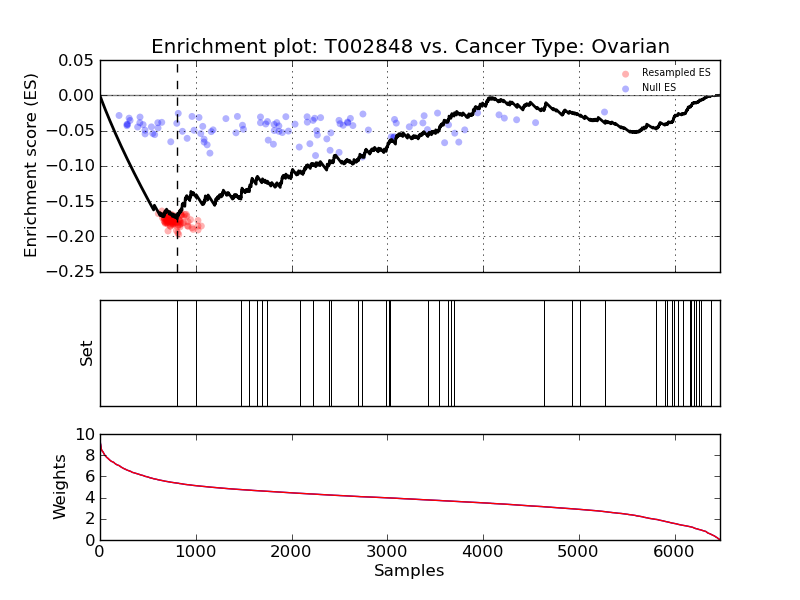 Enrichment plot: T002848 vs. Cancer Type: Ovarian
0.05
0.00
−0.05
−0.10
−0.15
−0.20
−0.25
Enrichment score (ES)
Resampled ES
Null ES
Set
10
8
6
4
2
0
Weights
0 1000 2000 3000 4000 5000 6000
Samples